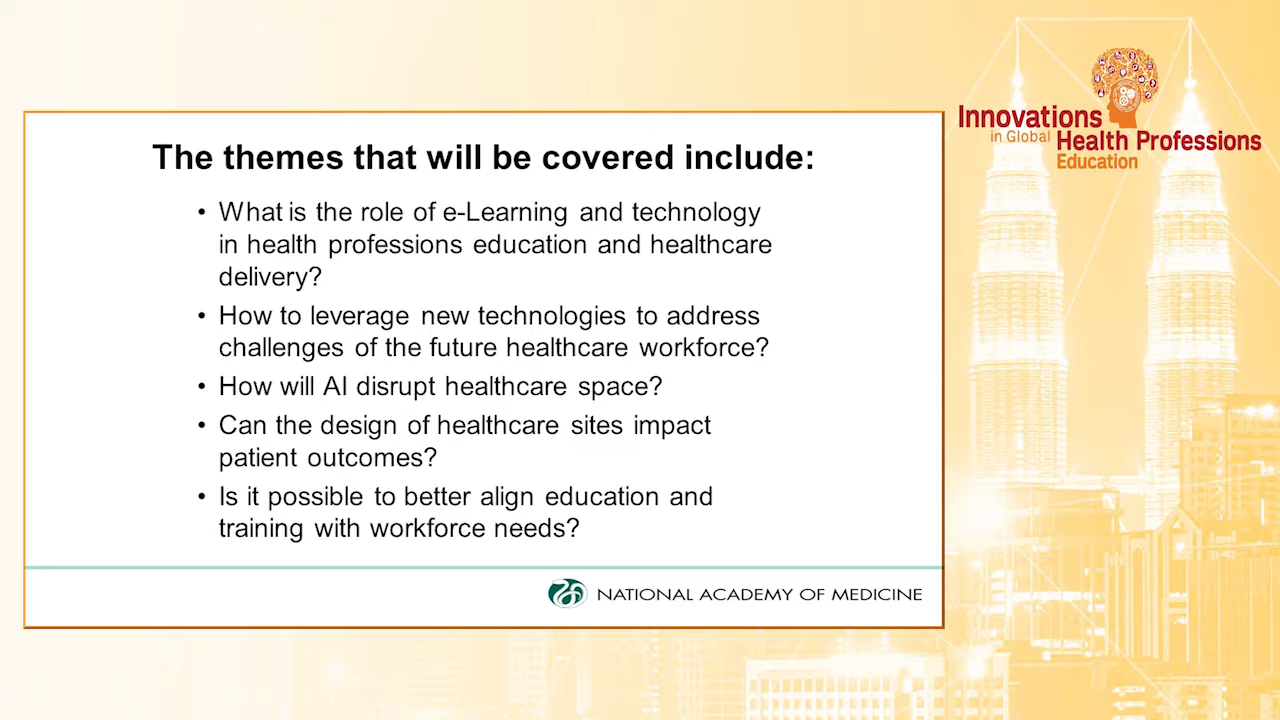 Innovations
in Global Health Professions
Education
The themes that will be covered include:
• What is the role of e-Learning and technology
in health professions education and healthcare
delivery?
• How to leverage new technologies to address
challenges of the future healthcare workforce?
• How will AI disrupt healthcare space?
• Can the design of healthcare sites impact
patient outcomes?
• Is it possible to better align education and
training with workforce needs?
NATIONAL ACADEMY OF MEDICINE